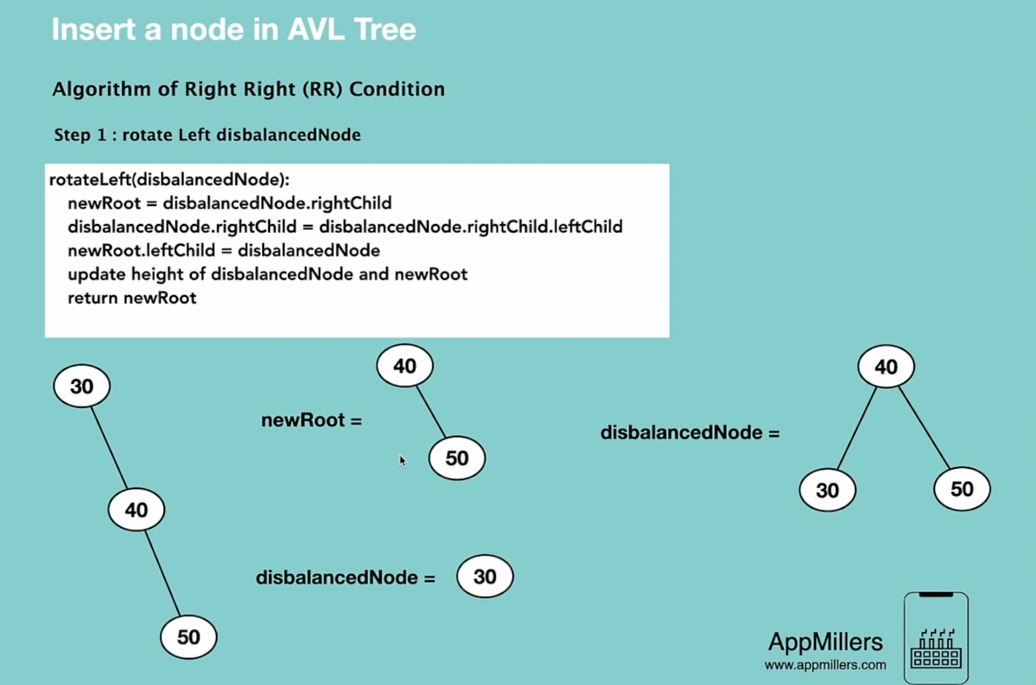 Insert a node in AVL Tree
Algorithm of Right Right (RR) Condition
Step 1 : rotate Left disbalancedNode
rotateLeft(disbalancedNode):
newRoot = disbalancedNode.rightChild
disbalancedNode.rightChild = disbalancedNode.rightChild.leftChild
newRoot.leftChild = disbalancedNode
update height of disbalancedNode and newRoot
return newRoot
30
40
50
newRoot =
40
50
disbalancedNode =
30
disbalancedNode =
40
30
50
AppMillers
www.appmillers.com